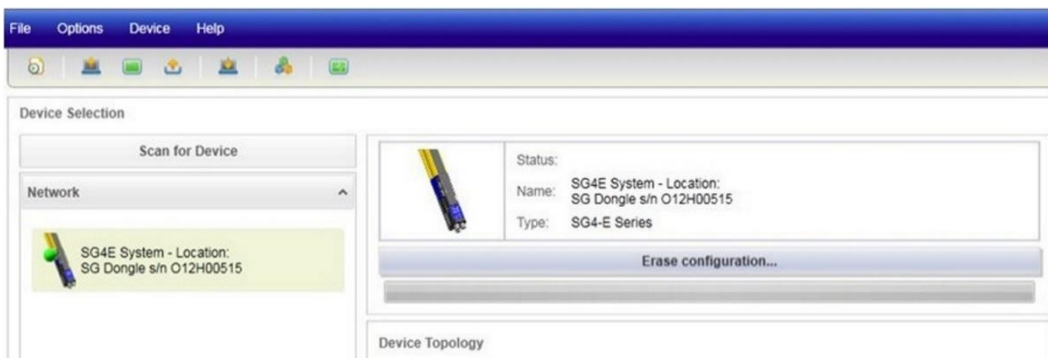 File Options Device Help
Device Selection
Scan for Device
Network
SG4E System - Location:
SG Dongle s/n O12H00515
Status:
Name: SG4E System - Location:
SG Dongle s/n O12H00515
Type: SG4-E Series
Erase configuration...
Device Topology